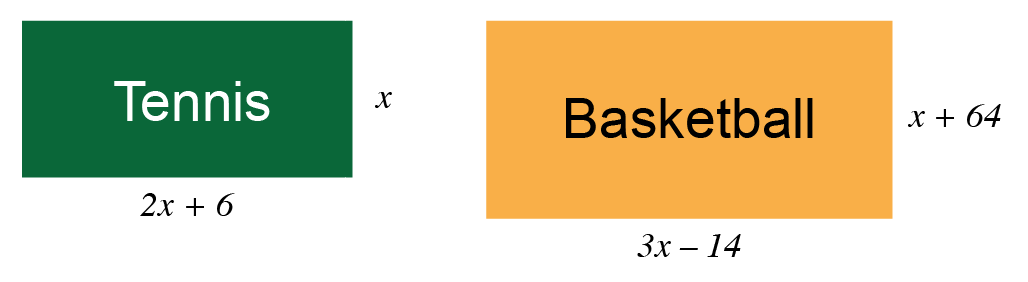 Tennis
x
2x + 6
Basketball
x + 64
3x – 14